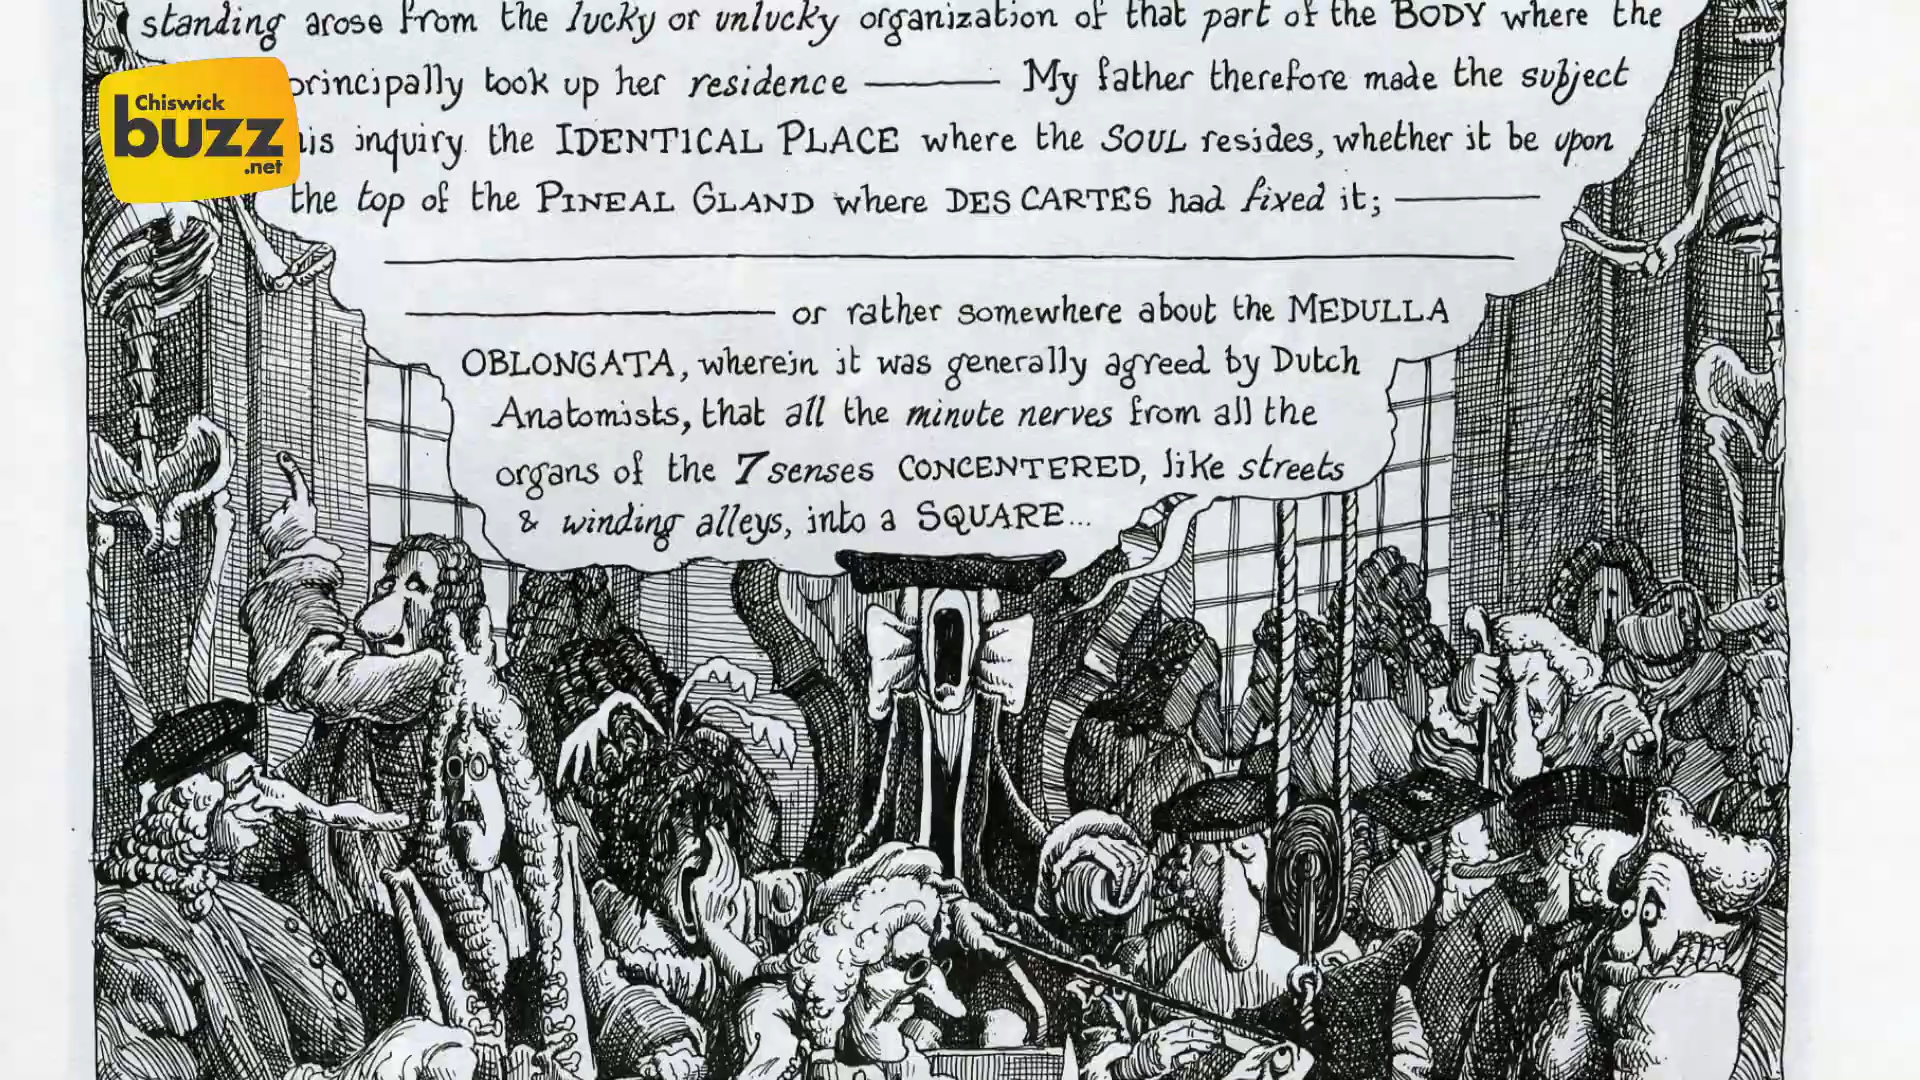 standing arose from the lucky or unlucky organization of that part of the BODY where the
principally took up her residence ——— My father therefore made the subject
his inquiry the IDENTICAL PLACE where the SOUL resides, whether it be upon
the top of the PINEAL GLAND where DES CARTES had fixed it; ———
——— or rather somewhere about the MEDULLA
OBLONGATA, wherein it was generally agreed by Dutch
Anatomists, that all the minute nerves from all the
organs of the 7 senses CONCENTERED, like streets
& winding alleys, into a SQUARE...
Chiswick
buzz
.net